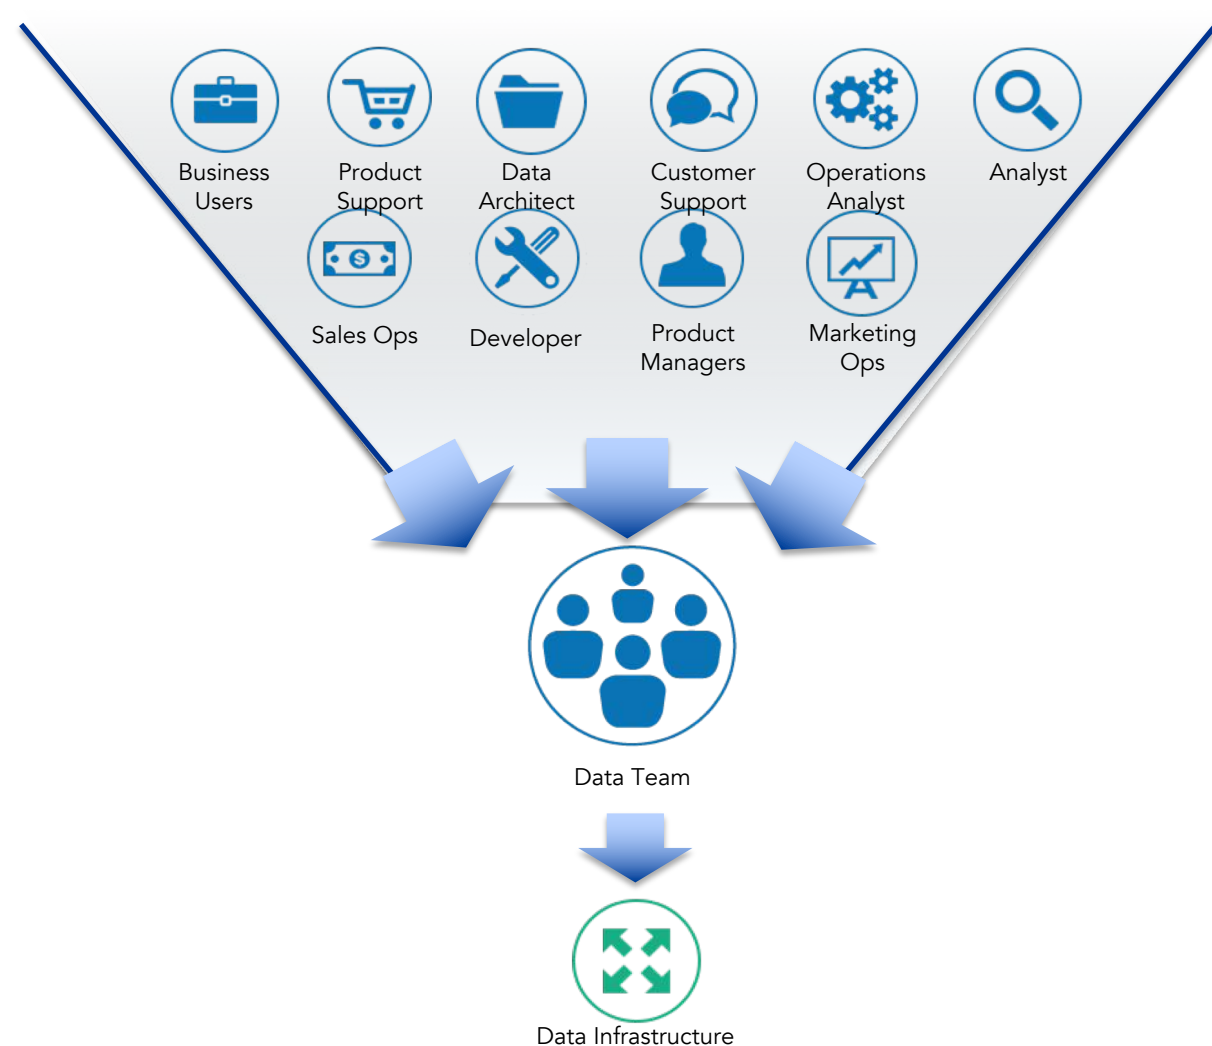 Business
Users
Product
Support
Data
Architect
Customer
Support
Operations
Analyst
Analyst
$
Sales Ops
Developer
Product
Managers
Marketing
Ops
Data Team
Data Infrastructure